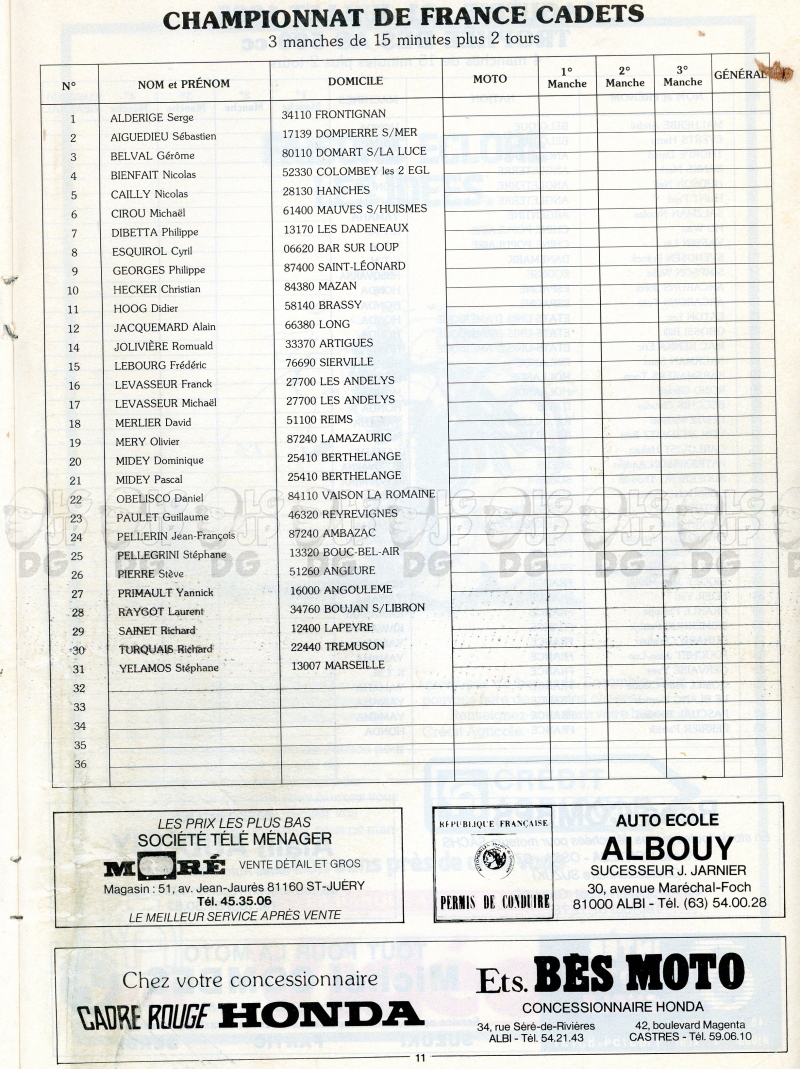 CHAMPIONNAT DE FRANCE CADETS
3 manches de 15 minutes plus 2 tours
N° NOM et PRÉNOM DOMICILE MOTO 1° Manche 2° Manche 3° Manche GÉNÉRAL
1 ALDERIGE Serge 34110 FRONTIGNAN
2 AIGUEDIEU Sébastien 17139 DOMPIERRE S/MER
3 BELVAL Gérôme 80110 DOMART S/LA LUCE
4 BIENFAIT Nicolas 52330 COLOMBEY les 2 EGL
5 CAILLY Nicolas 28130 HANCHES
6 CIROU Michaël 61400 MAUVES S/HUISMES
7 DIBETTA Philippe 13170 LES DADENEAUX
8 ESQUIROL Cyril 06620 BAR SUR LOUP
9 GEORGES Philippe 87400 SAINT-LÉONARD
10 HECKER Christian 84380 MAZAN
11 HOOG Didier 58140 BRASSY
12 JACQUEMARD Alain 66380 LONG
14 JOLIVIÈRE Romuald 33370 ARTIGUES
15 LEBOURG Frédéric 76690 SIERVILLE
16 LEVASSEUR Franck 27700 LES ANDELYS
17 LEVASSEUR Michaël 27700 LES ANDELYS
18 MERLIER David 51100 REIMS
19 MERY Olivier 87240 LAMAZAURIC
20 MIDEY Dominique 25410 BERTHELANGE
21 MIDEY Pascal 25410 BERTHELANGE
22 OBELISCO Daniel 84110 VAISON LA ROMAINE
23 PAULET Guillaume 46320 REYREVIGNES
24 PELLERIN Jean-François 87240 AMBAZAC
25 PELLEGRINI Stéphane 13320 BOUC-BEL-AIR
26 PIERRE Stève 51260 ANGLURE
27 PRIMAULT Yannick 16000 ANGOULEME
28 RAYGOT Laurent 34760 BOUJAN S/LIBRON
29 SAINET Richard 12400 LAPEYRE
30 TURQUAIS Richard 22440 TREMUSON
31 YELAMOS Stéphane 13007 MARSEILLE
32
33
34
35
36
LES PRIX LES PLUS BAS
SOCIÉTÉ TÉLÉ MÉNAGER
MORÉ VENTE DÉTAIL ET GROS
Magasin : 51, av. Jean-Jaurès 81160 ST-JUÉRY
Tél. 45.35.06
LE MEILLEUR SERVICE APRÈS VENTE
RÉPUBLIQUE FRANÇAISE
PERMIS DE CONDUIRE
AUTO ECOLE
ALBOUY
SUCESSEUR J. JARNIER
30, avenue Maréchal-Foch
81000 ALBI - Tél. (63) 54.00.28
Chez votre concessionnaire
CADRE ROUGE HONDA
Ets. BÈS MOTO
CONCESSIONNAIRE HONDA
34, rue Séré-de-Rivières
ALBI - Tél. 54.21.43
42, boulevard Magenta
CASTRES - Tél. 59.06.10
11